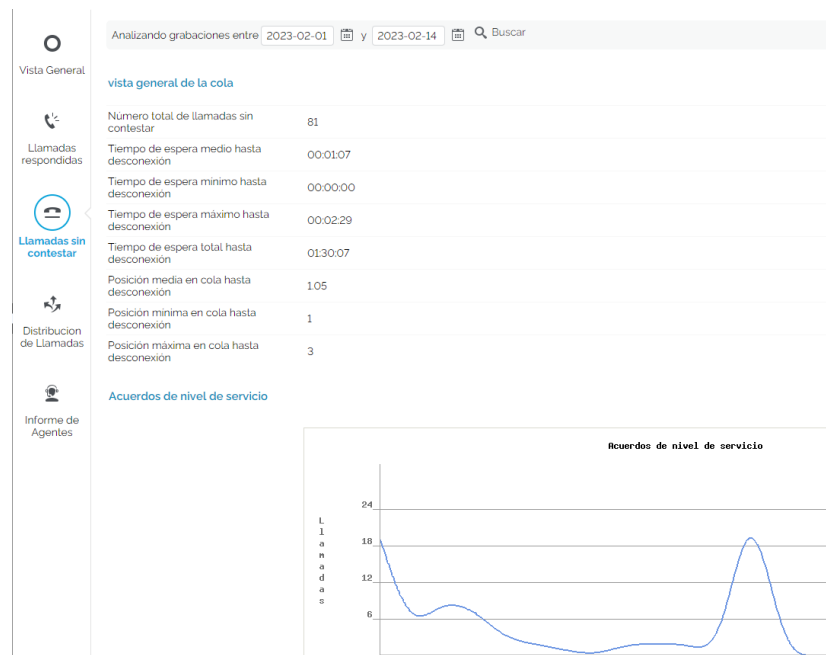 Analizando grabaciones entre 2023-02-01 y 2023-02-14 Buscar
Vista General
Llamadas
respondidas
Llamadas sin
contestar
Distribucion
de Llamadas
Informe de
Agentes
vista general de la cola
Número total de llamadas sin
contestar
81
Tiempo de espera medio hasta
desconexión
00:01:07
Tiempo de espera mínimo hasta
desconexión
00:00:00
Tiempo de espera máximo hasta
desconexión
00:02:29
Tiempo de espera total hasta
desconexión
01:30:07
Posición media en cola hasta
desconexión
1.05
Posición mínima en cola hasta
desconexión
1
Posición máxima en cola hasta
desconexión
3
Acuerdos de nivel de servicio
Acuerdos de nivel de servicio
Llamadas
24
18
12
6